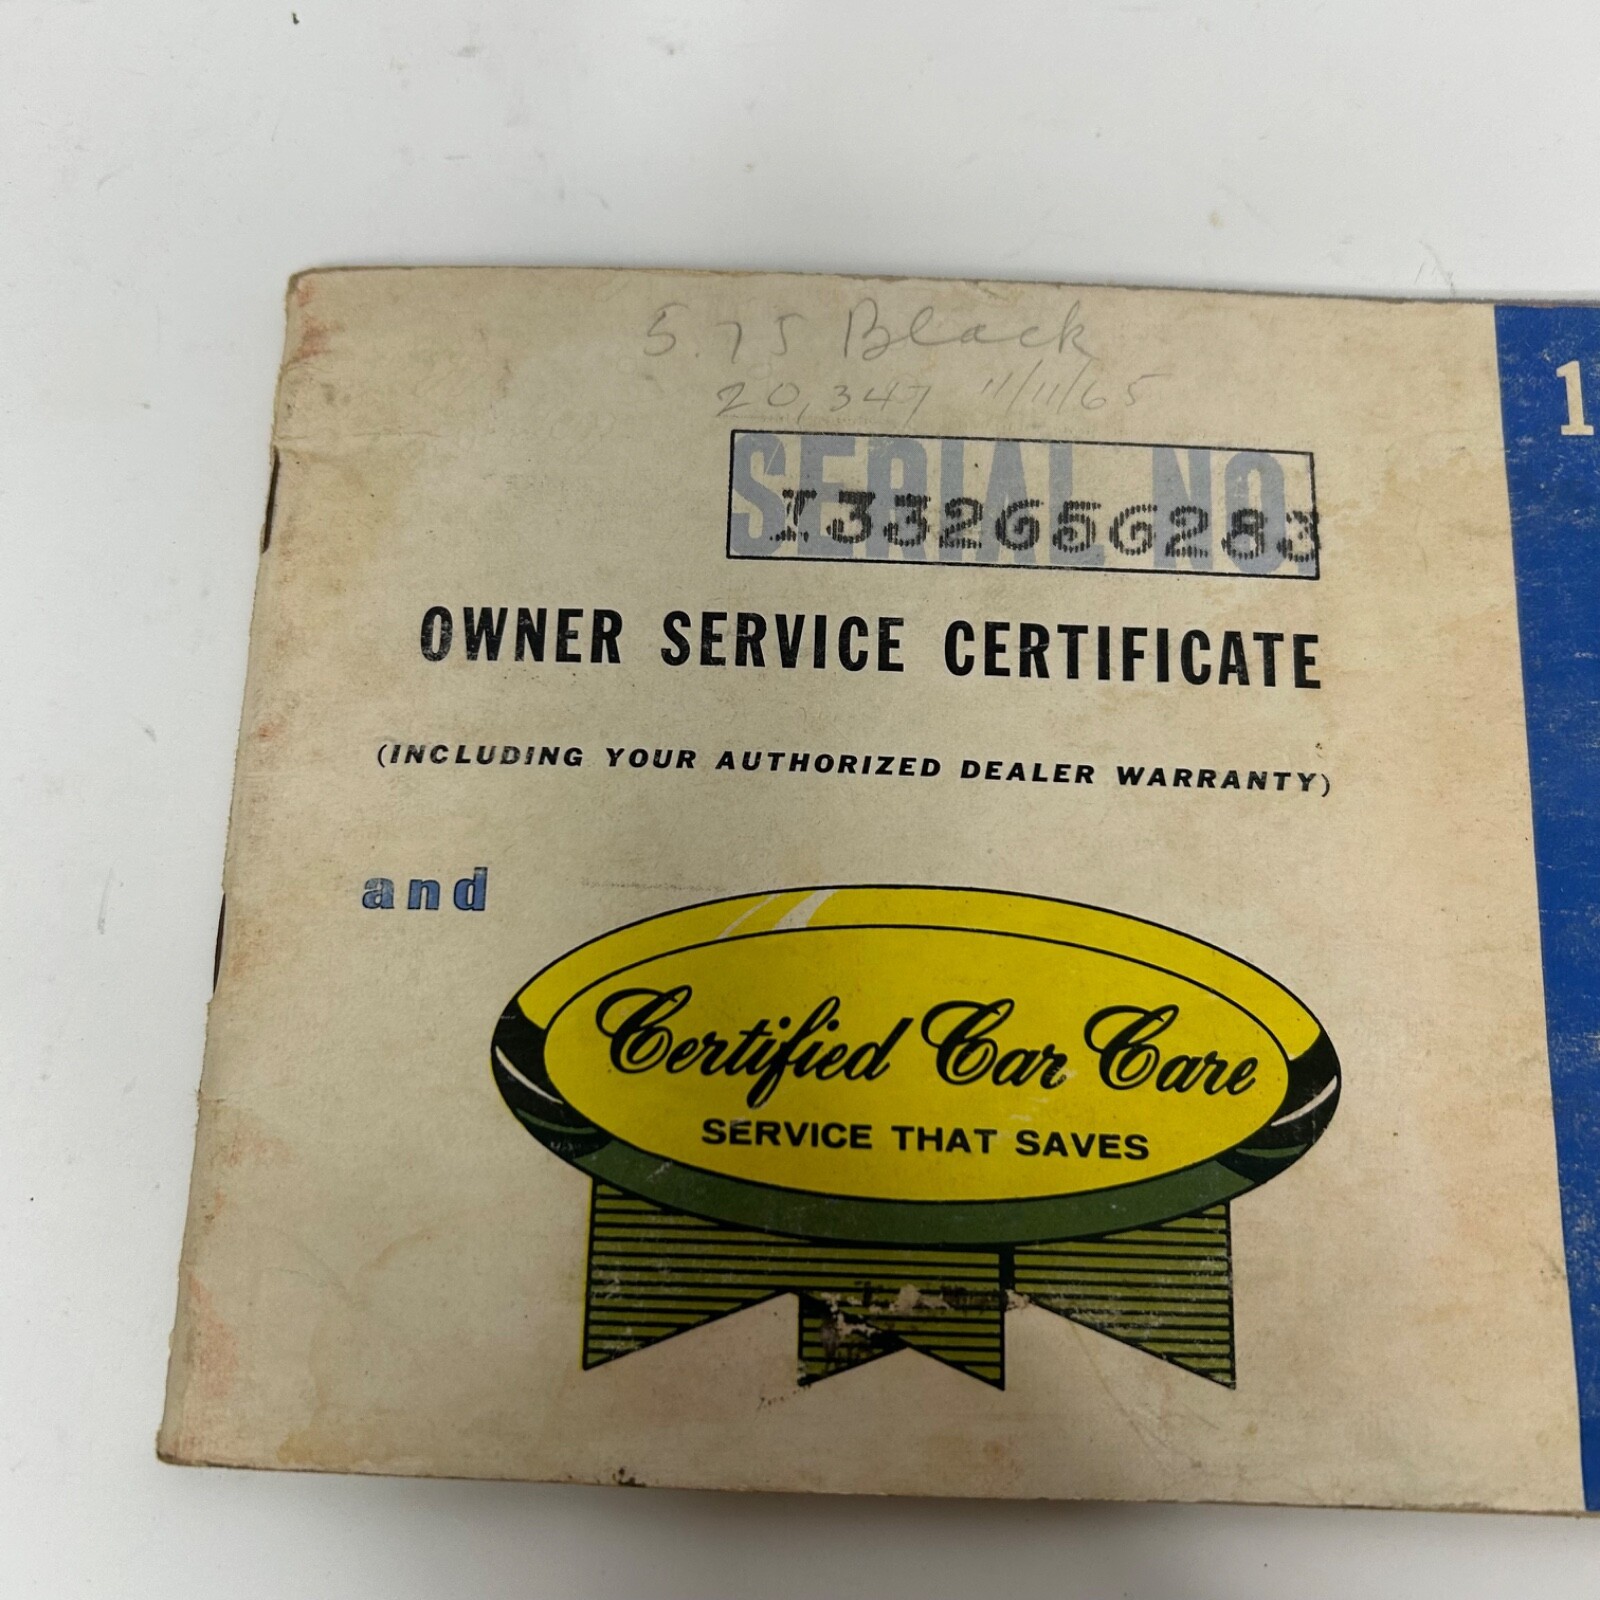 5.75 Black
20,347 11/11/65
SERIAL NO.
I33265G283
OWNER SERVICE CERTIFICATE
(INCLUDING YOUR AUTHORIZED DEALER WARRANTY)
and
Certified Car Care
SERVICE THAT SAVES
1